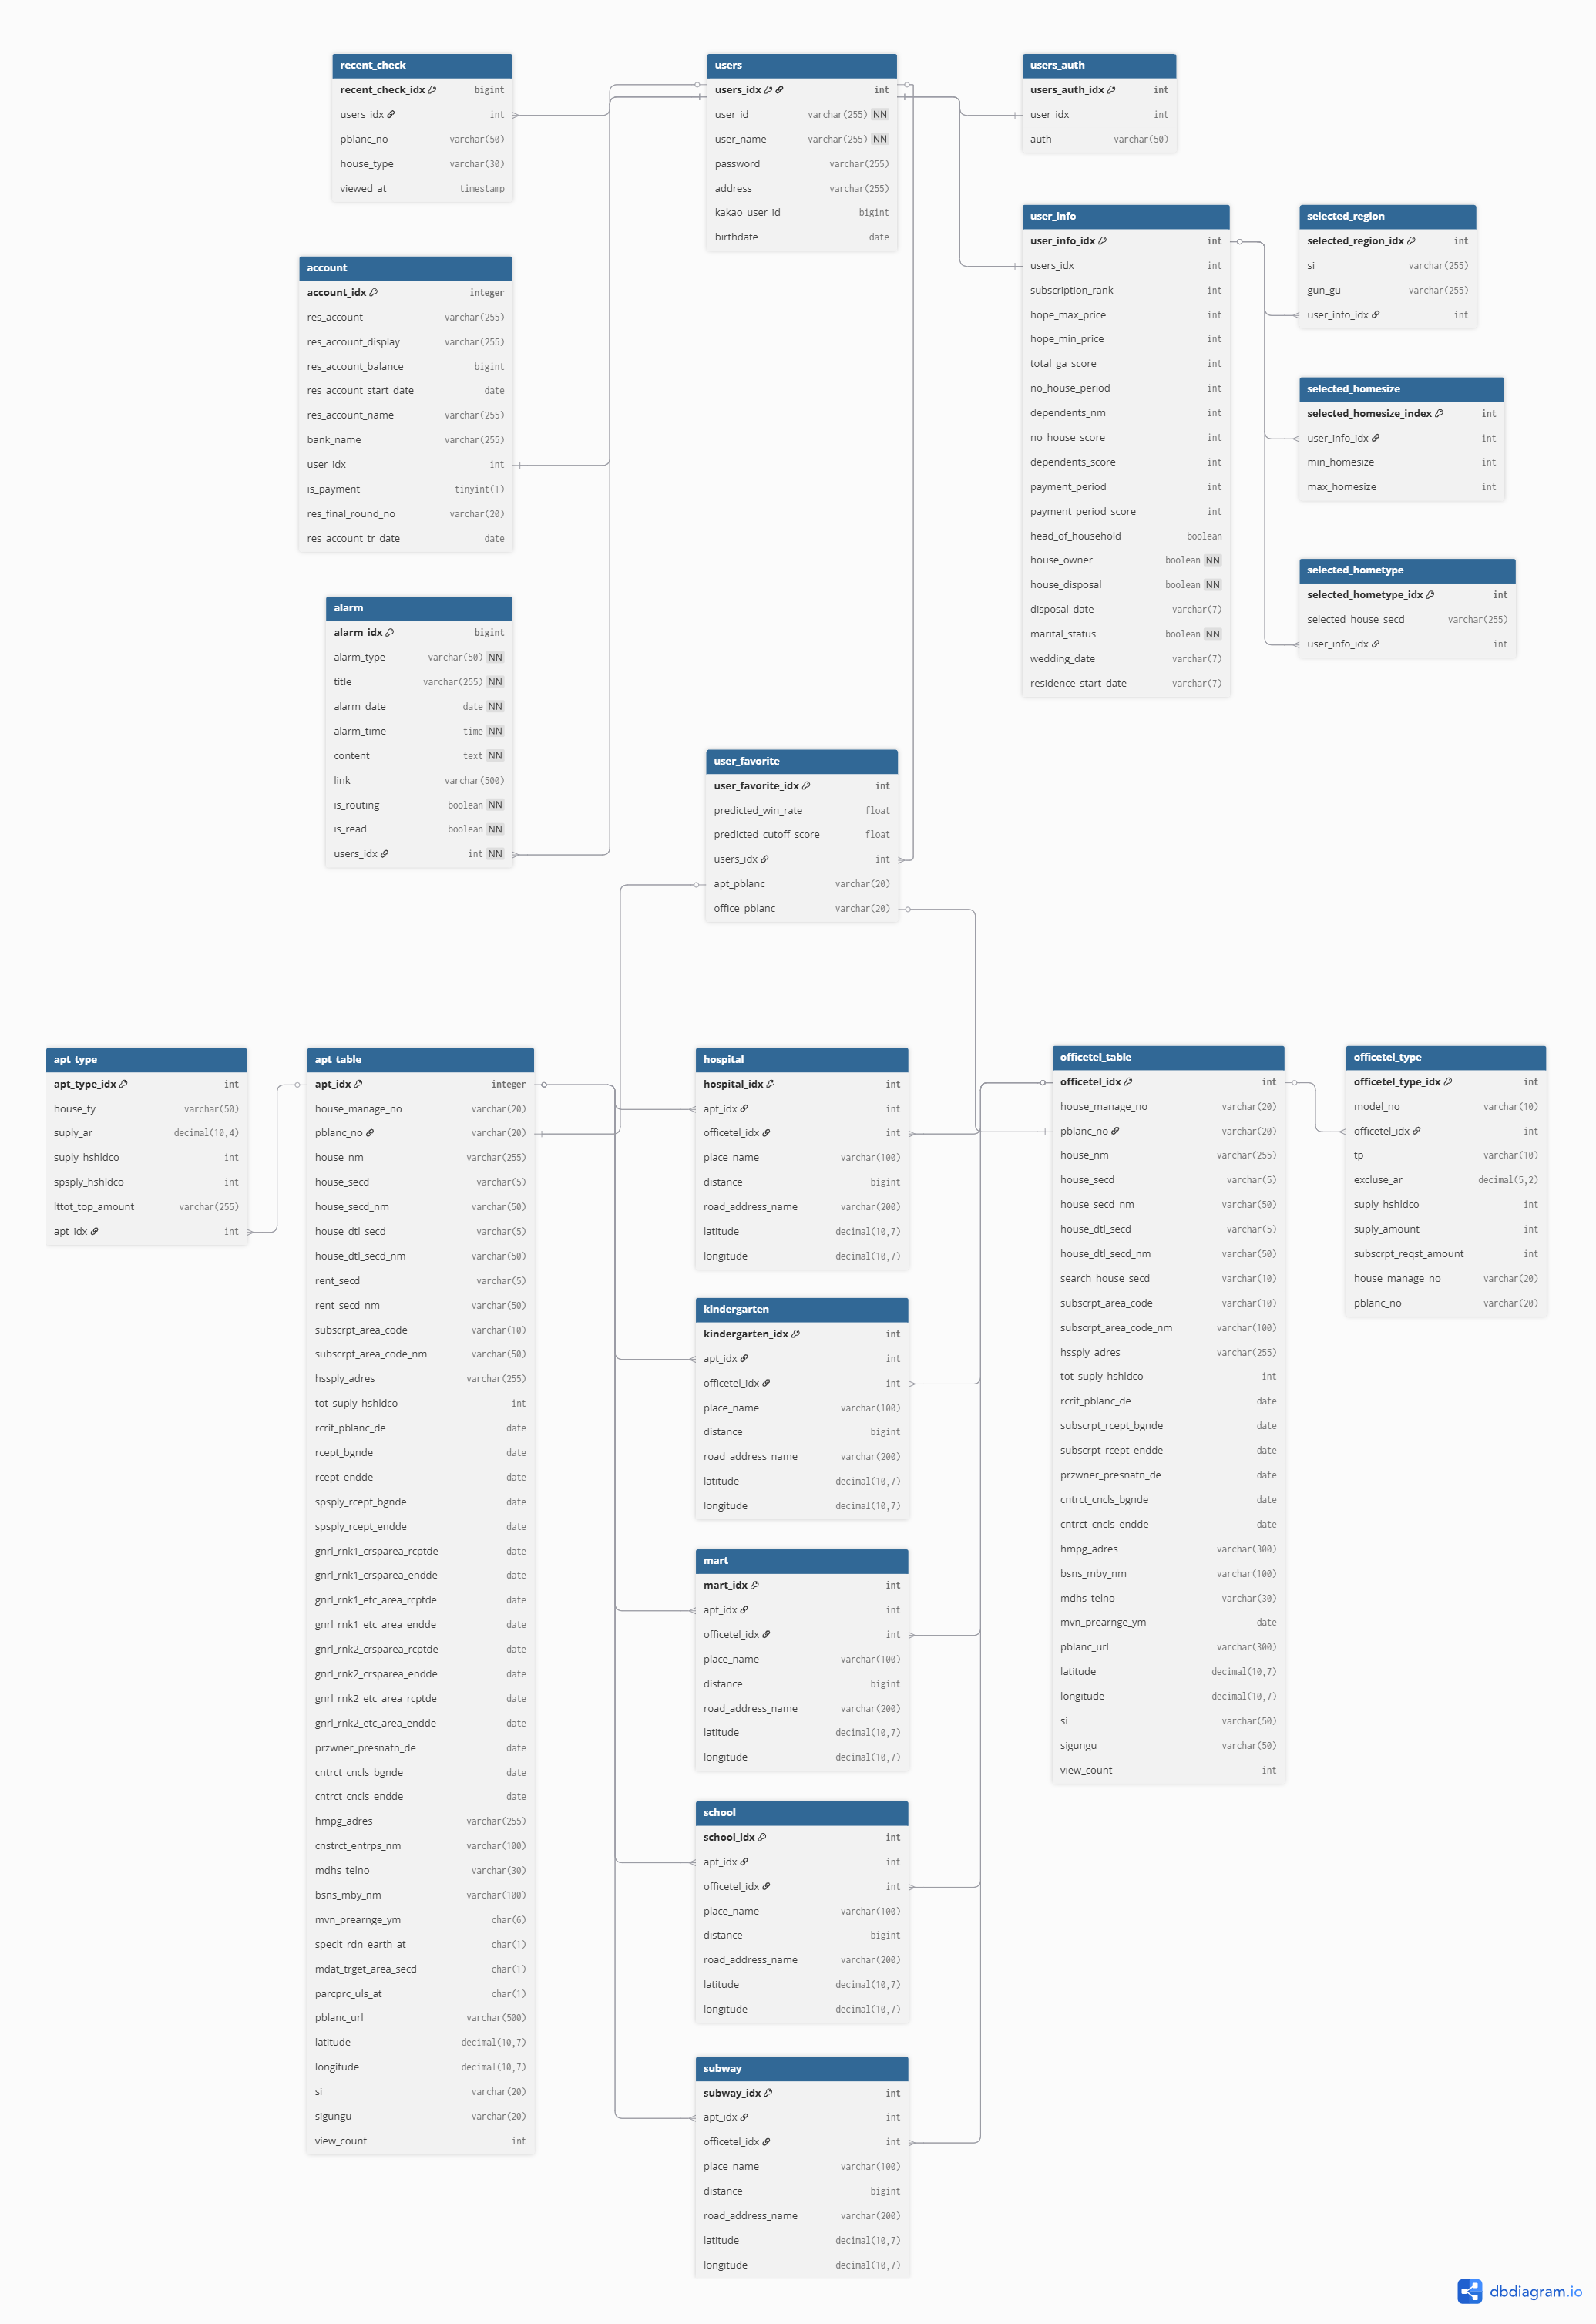 recent_check
recent_check_idx bigint
users_idx int
pblanc_no varchar(50)
house_type varchar(30)
viewed_at timestamp
users
users_idx int
user_id varchar(255) NN
user_name varchar(255) NN
password varchar(255)
address varchar(255)
kakao_user_id bigint
birthdate date
users_auth
users_auth_idx int
user_idx int
auth varchar(50)
user_info
user_info_idx int
users_idx int
subscription_rank int
hope_max_price int
hope_min_price int
total_ga_score int
no_house_period int
dependents_nm int
no_house_score int
dependents_score int
payment_period int
payment_period_score int
head_of_household boolean
house_owner boolean NN
house_disposal boolean NN
disposal_date varchar(7)
marital_status boolean NN
wedding_date varchar(7)
residence_start_date varchar(7)
selected_region
selected_region_idx int
si varchar(255)
gun_gu varchar(255)
user_info_idx int
selected_homesize
selected_homesize_index int
user_info_idx int
min_homesize int
max_homesize int
selected_hometype
selected_hometype_idx int
selected_house_secd varchar(255)
user_info_idx int
account
account_idx integer
res_account varchar(255)
res_account_display varchar(255)
res_account_balance bigint
res_account_start_date date
res_account_name varchar(255)
bank_name varchar(255)
user_idx int
is_payment tinyint(1)
res_final_round_no varchar(20)
res_account_tr_date date
alarm
alarm_idx bigint
alarm_type varchar(50) NN
title varchar(255) NN
alarm_date date NN
alarm_time time NN
content text NN
link varchar(500)
is_routing boolean NN
is_read boolean NN
users_idx int NN
user_favorite
user_favorite_idx int
predicted_win_rate float
predicted_cutoff_score float
users_idx int
apt_pblanc varchar(20)
office_pblanc varchar(20)
apt_type
apt_type_idx int
house_ty varchar(50)
suply_ar decimal(10,4)
suply_hshldco int
spsply_hshldco int
lttot_top_amount varchar(255)
apt_idx int
apt_table
apt_idx integer
house_manage_no varchar(20)
pblanc_no varchar(20)
house_nm varchar(255)
house_secd varchar(5)
house_secd_nm varchar(50)
house_dtl_secd varchar(5)
house_dtl_secd_nm varchar(50)
rent_secd varchar(5)
rent_secd_nm varchar(50)
subscrpt_area_code varchar(10)
subscrpt_area_code_nm varchar(50)
hssply_adres varchar(255)
tot_suply_hshldco int
rcrit_pblanc_de date
rcept_bgnde date
rcept_endde date
spsply_rcept_bgnde date
spsply_rcept_endde date
gnrl_rnk1_crsparea_rcptde date
gnrl_rnk1_crsparea_endde date
gnrl_rnk1_etc_area_rcptde date
gnrl_rnk1_etc_area_endde date
gnrl_rnk2_crsparea_rcptde date
gnrl_rnk2_crsparea_endde date
gnrl_rnk2_etc_area_rcptde date
gnrl_rnk2_etc_area_endde date
przwner_presnatn_de date
cntrct_cncls_bgnde date
cntrct_cncls_endde date
hmpg_adres varchar(255)
cnstrct_entrps_nm varchar(100)
mdhs_telno varchar(30)
bsns_mby_nm varchar(100)
mvn_prearnge_ym char(6)
speclt_rdn_earth_at char(1)
mdat_trget_area_secd char(1)
parcprc_uls_at char(1)
pblanc_url varchar(500)
latitude decimal(10,7)
longitude decimal(10,7)
si varchar(20)
sigungu varchar(20)
view_count int
hospital
hospital_idx int
apt_idx int
officetel_idx int
place_name varchar(100)
distance bigint
road_address_name varchar(200)
latitude decimal(10,7)
longitude decimal(10,7)
kindergarten
kindergarten_idx int
apt_idx int
officetel_idx int
place_name varchar(100)
distance bigint
road_address_name varchar(200)
latitude decimal(10,7)
longitude decimal(10,7)
mart
mart_idx int
apt_idx int
officetel_idx int
place_name varchar(100)
distance bigint
road_address_name varchar(200)
latitude decimal(10,7)
longitude decimal(10,7)
school
school_idx int
apt_idx int
officetel_idx int
place_name varchar(100)
distance bigint
road_address_name varchar(200)
latitude decimal(10,7)
longitude decimal(10,7)
subway
subway_idx int
apt_idx int
officetel_idx int
place_name varchar(100)
distance bigint
road_address_name varchar(200)
latitude decimal(10,7)
longitude decimal(10,7)
officetel_table
officetel_idx int
house_manage_no varchar(20)
pblanc_no varchar(20)
house_nm varchar(255)
house_secd varchar(5)
house_secd_nm varchar(50)
house_dtl_secd varchar(5)
house_dtl_secd_nm varchar(50)
search_house_secd varchar(10)
subscrpt_area_code varchar(10)
subscrpt_area_code_nm varchar(100)
hssply_adres varchar(255)
tot_suply_hshldco int
rcrit_pblanc_de date
subscrpt_rcept_bgnde date
subscrpt_rcept_endde date
przwner_presnatn_de date
cntrct_cncls_bgnde date
cntrct_cncls_endde date
hmpg_adres varchar(300)
bsns_mby_nm varchar(100)
mdhs_telno varchar(30)
mvn_prearnge_ym date
pblanc_url varchar(300)
latitude decimal(10,7)
longitude decimal(10,7)
si varchar(50)
sigungu varchar(50)
view_count int
officetel_type
officetel_type_idx int
model_no varchar(10)
officetel_idx int
tp varchar(10)
excluse_ar decimal(5,2)
suply_hshldco int
suply_amount int
subscrpt_reqst_amount int
house_manage_no varchar(20)
pblanc_no varchar(20)
dbdiagram.io